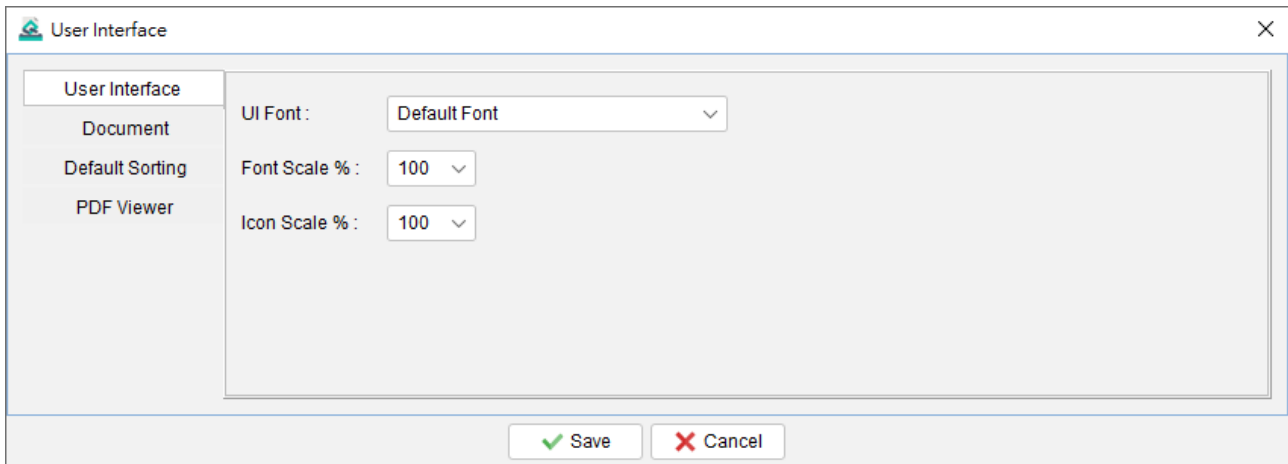 User Interface
User Interface
Document
Default Sorting
PDF Viewer
UI Font : Default Font
Font Scale % : 100
Icon Scale % : 100
Save Cancel